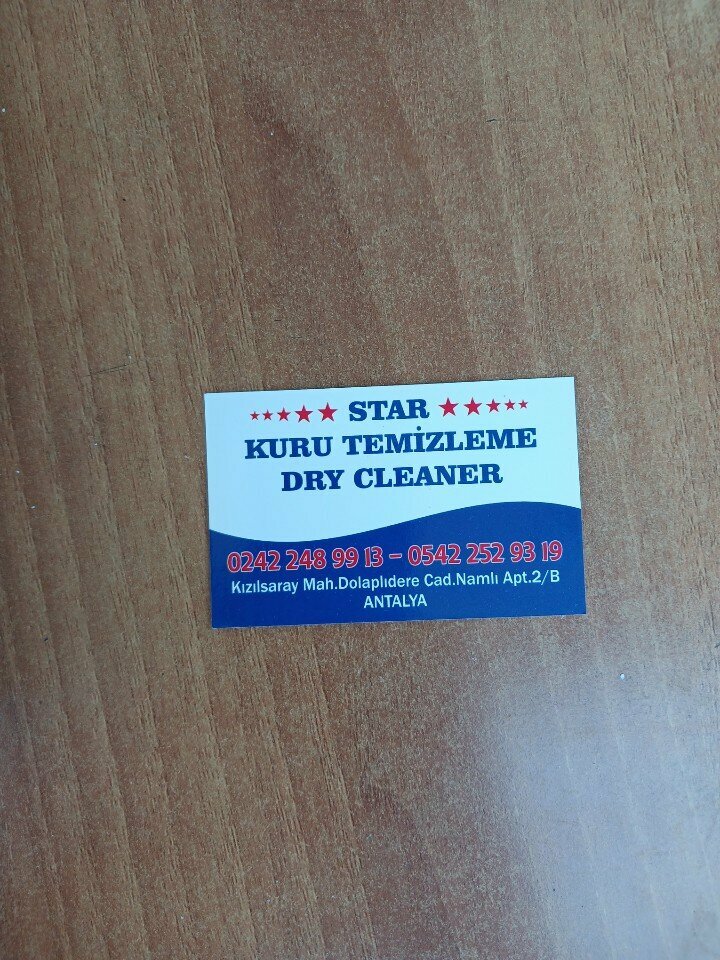 STAR
KURU TEMİZLEME
DRY CLEANER
0242 248 99 13 – 0542 252 93 19
Kızılsaray Mah.Dolaplıdere Cad.Namlı Apt.2/B
ANTALYA